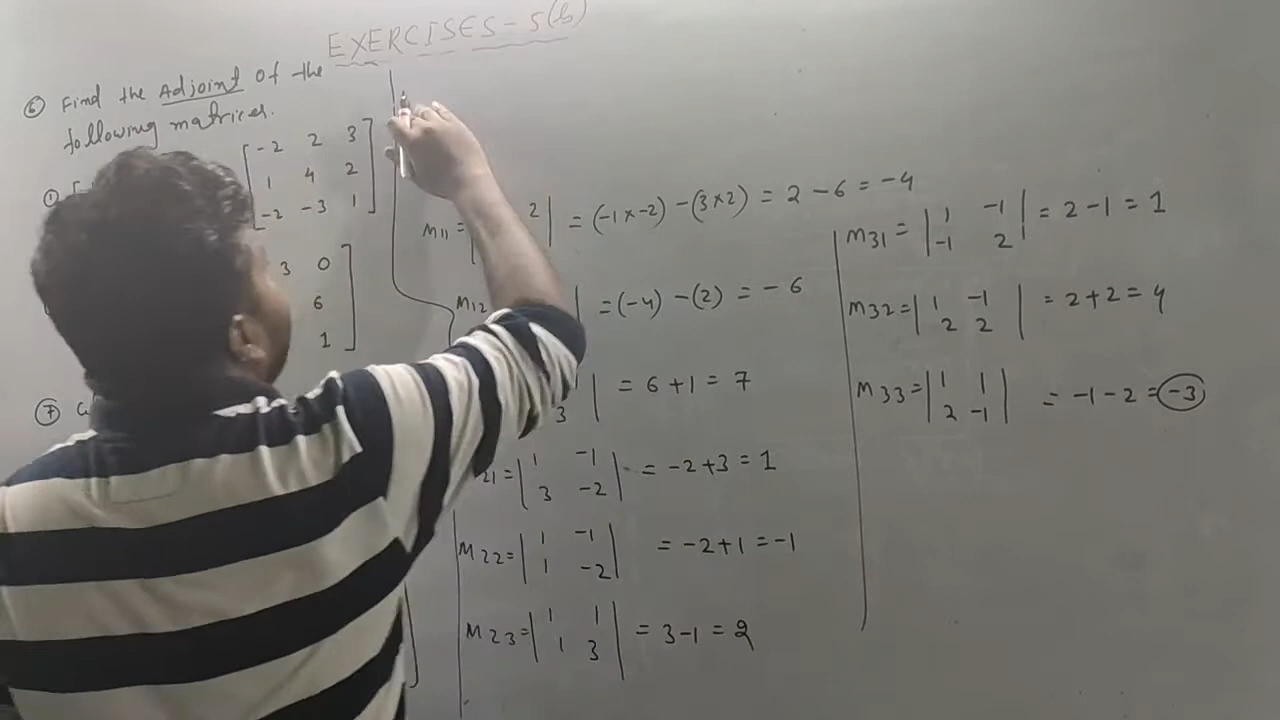 EXERCISES - 5(b)
⑥ Find the Adjoint of the
following matrices.
①
-2 2 3
1 4 2
-2 -3 1
3 0
6
1
⑦
M11 = 2 = (-1 x -2) - (3 x 2) = 2 - 6 = -4
M12 = (-4) - (2) = -6
3 = 6 + 1 = 7
21 = | 1 -1 | = -2 + 3 = 1
3 -2
M22 = | 1 -1 | = -2 + 1 = -1
1 -2
M23 = | 1 1 | = 3 - 1 = 2
1 3
M31 = | 1 -1 | = 2 - 1 = 1
-1 2
M32 = | 1 -1 | = 2 + 2 = 4
2 2
M33 = | 1 1 | = -1 - 2 = -3
2 -1